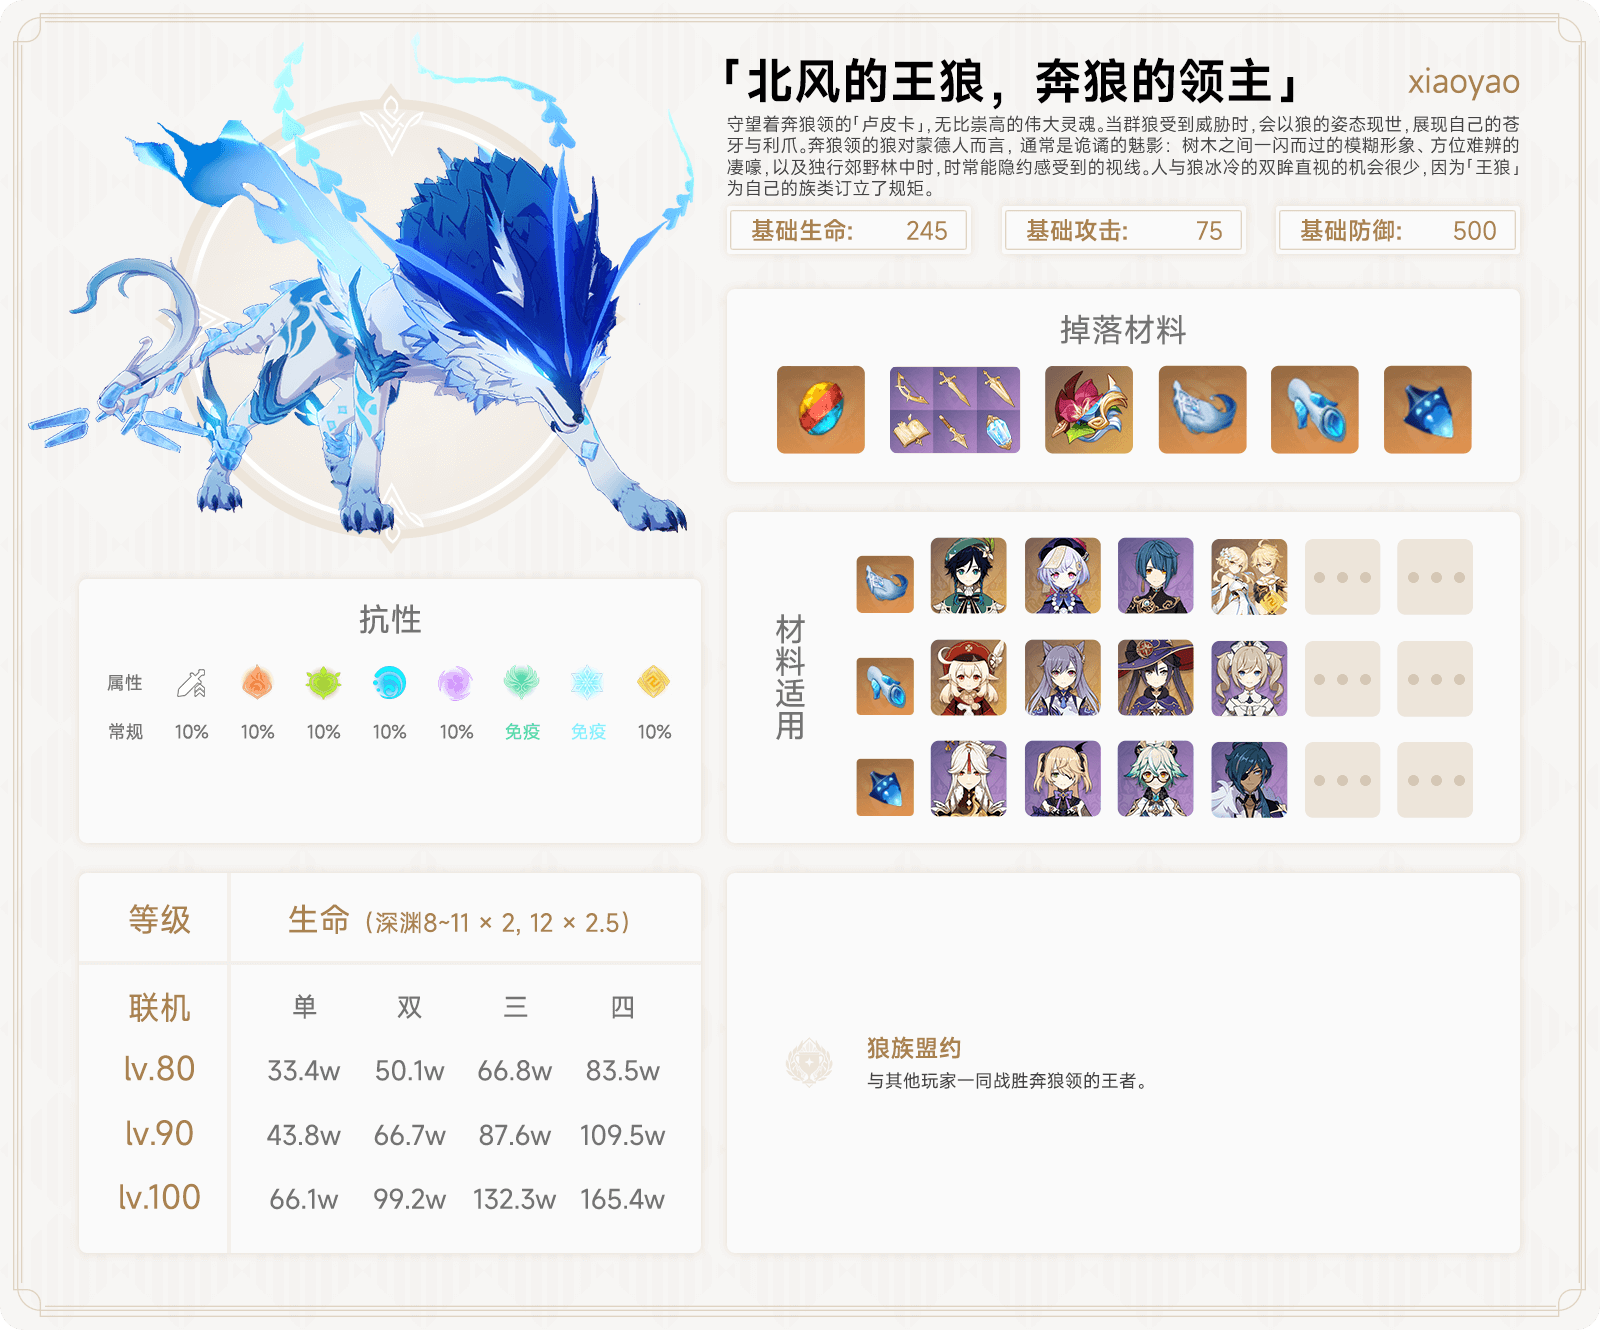 「北风的王狼，奔狼的领主」
xiaoyao
守望着奔狼领的「卢皮卡」,无比崇高的伟大灵魂。当群狼受到威胁时,会以狼的姿态现世,展现自己的苍
牙与利爪。奔狼领的狼对蒙德人而言，通常是诡谲的魅影：树木之间一闪而过的模糊形象、方位难辨的
凄嚎,以及独行郊野林中时,时常能隐约感受到的视线。人与狼冰冷的双眸直视的机会很少,因为「王狼」
为自己的族类订立了规矩。
基础生命: 245
基础攻击: 75
基础防御: 500
掉落材料
材料适用
抗性
属性
常规 10% 10% 10% 10% 10% 免疫 免疫 10%
等级 生命（深渊8~11 × 2, 12 × 2.5）
联机 单 双 三 四
lv.80 33.4w 50.1w 66.8w 83.5w
lv.90 43.8w 66.7w 87.6w 109.5w
lv.100 66.1w 99.2w 132.3w 165.4w
狼族盟约
与其他玩家一同战胜奔狼领的王者。